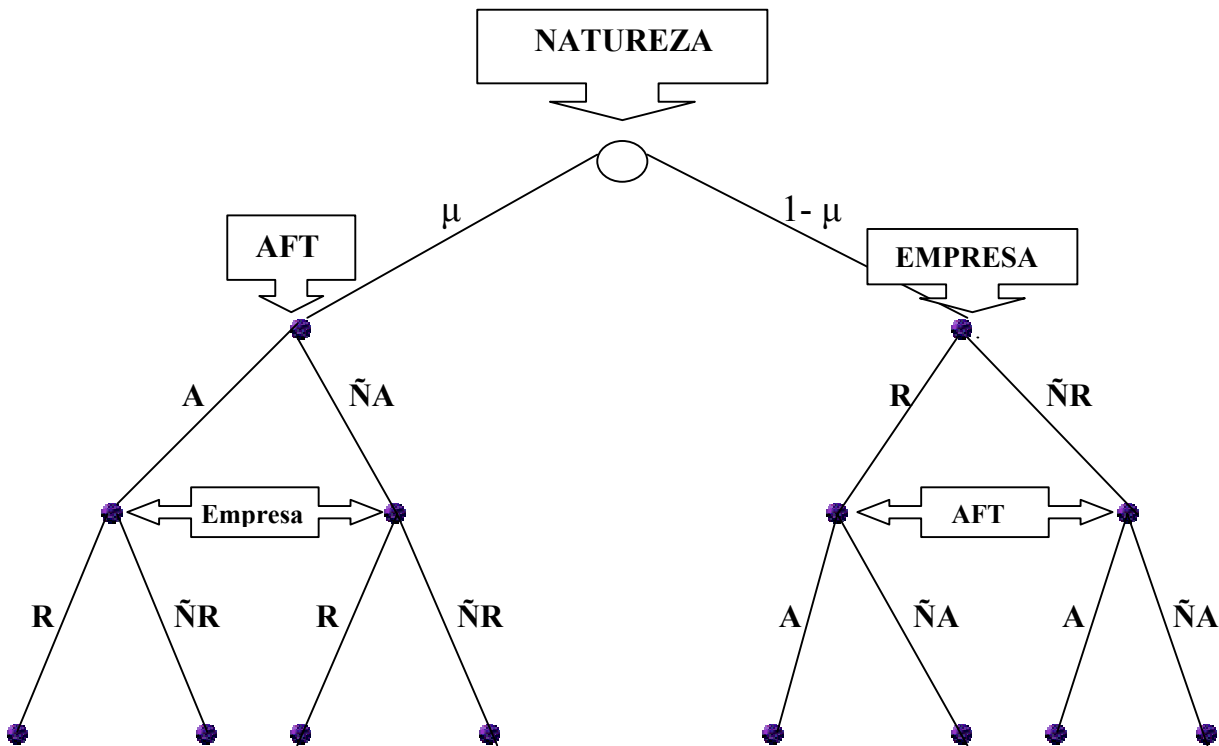 NATUREZA
μ
1- μ
AFT
EMPRESA
A
ÑA
R
ÑR
Empresa
AFT
R
ÑR
R
ÑR
A
ÑA
A
ÑA